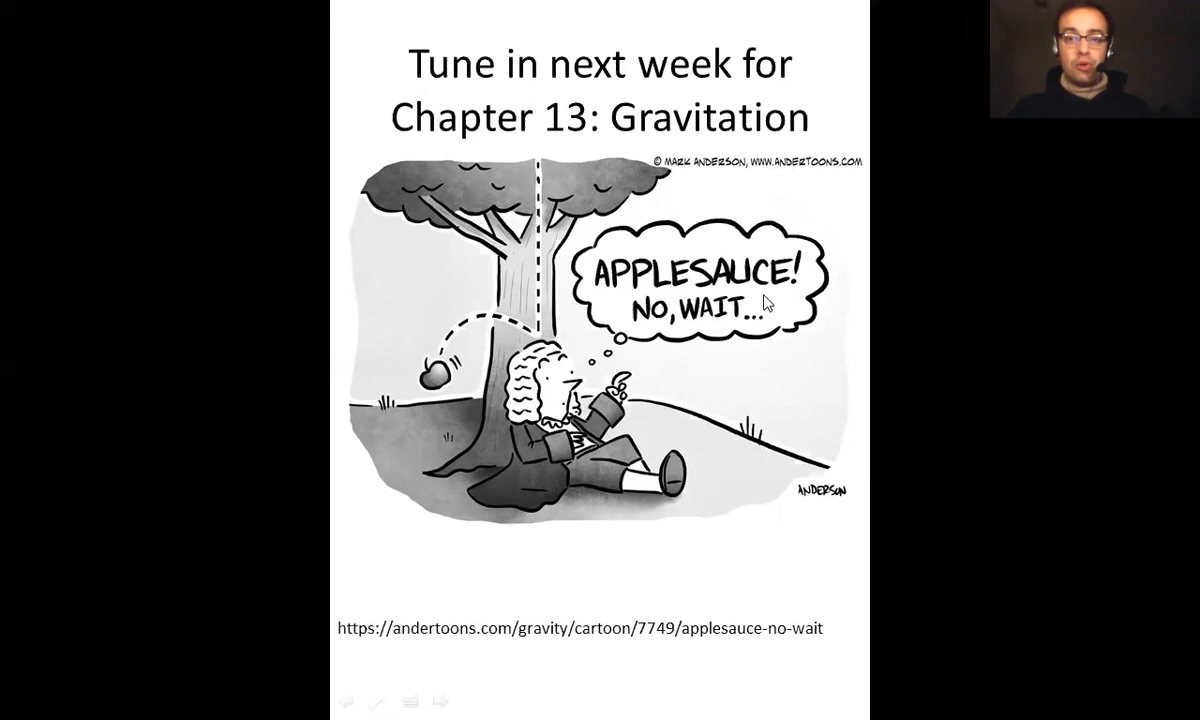 Tune in next week for
Chapter 13: Gravitation
© MARK ANDERSON, WWW.ANDERTOONS.COM
APPLESAUCE!
NO, WAIT...
ANDERSON
https://andertoons.com/gravity/cartoon/7749/applesauce-no-wait